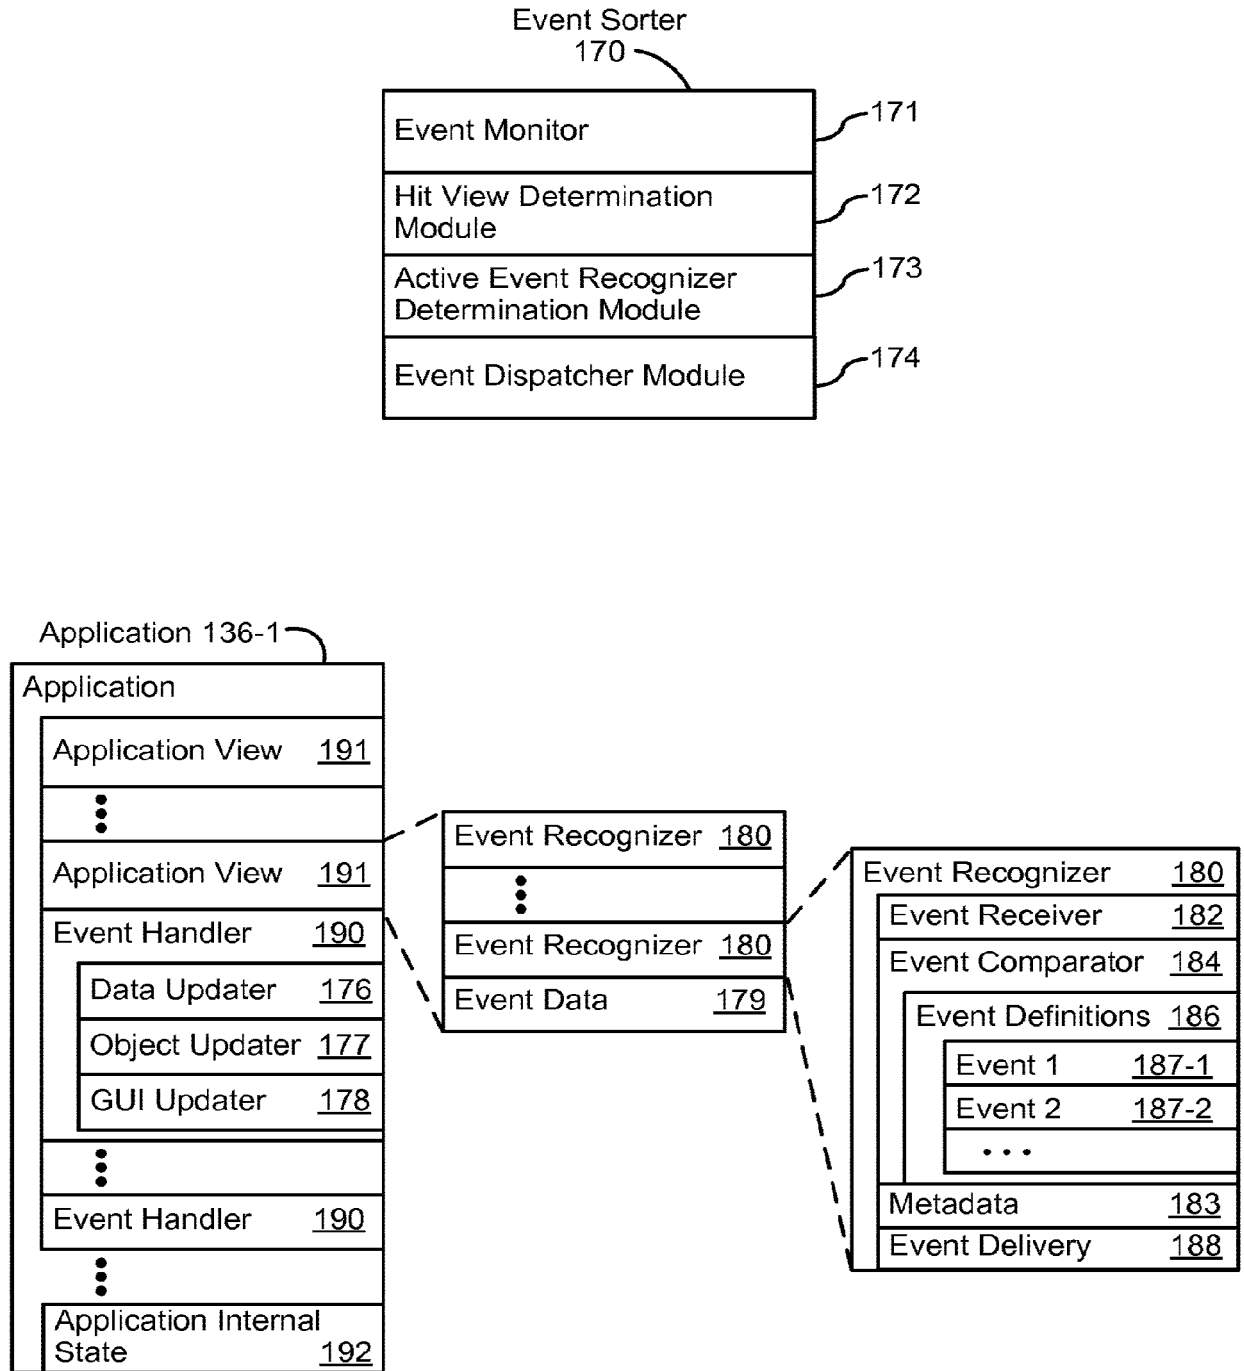 Event Sorter
170
Event Monitor
171
Hit View Determination
Module
172
Active Event Recognizer
Determination Module
173
Event Dispatcher Module
174
Application 136-1
Application
Application View 191
Application View 191
Event Handler 190
Data Updater 176
Object Updater 177
GUI Updater 178
Event Handler 190
Application Internal
State 192
Event Recognizer 180
Event Recognizer 180
Event Data 179
Event Recognizer 180
Event Receiver 182
Event Comparator 184
Event Definitions 186
Event 1 187-1
Event 2 187-2
• • •
Metadata 183
Event Delivery 188